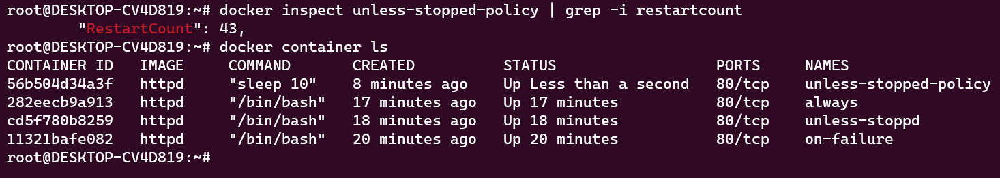 root@DESKTOP-CV4D819:~# docker inspect unless-stopped-policy | grep -i restartcount
        "RestartCount": 43,
root@DESKTOP-CV4D819:~# docker container ls
CONTAINER ID   IMAGE     COMMAND       CREATED          STATUS                  PORTS     NAMES
56b504d34a3f   httpd     "sleep 10"    8 minutes ago    Up Less than a second   80/tcp    unless-stopped-policy
282eecb9a913   httpd     "/bin/bash"   17 minutes ago   Up 17 minutes           80/tcp    always
cd5f780b8259   httpd     "/bin/bash"   18 minutes ago   Up 18 minutes           80/tcp    unless-stoppd
11321bafe082   httpd     "/bin/bash"   20 minutes ago   Up 20 minutes           80/tcp    on-failure
root@DESKTOP-CV4D819:~#